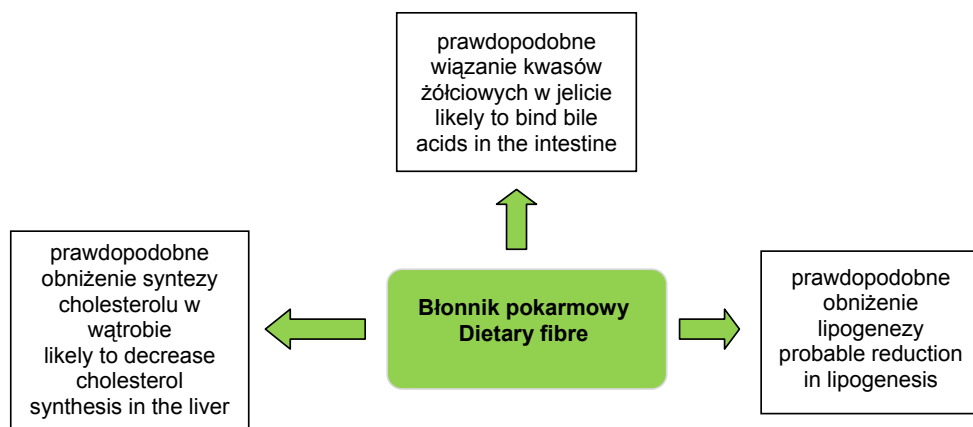 prawdopodobne
wiązanie kwasów
żółciowych w jelicie
likely to bind bile
acids in the intestine
prawdopodobne
obniżenie syntezy
cholesterolu w
wątrobie
likely to decrease
cholesterol
synthesis in the liver
Błonnik pokarmowy
Dietary fibre
prawdopodobne
obniżenie
lipogenezy
probable reduction
in lipogenesis